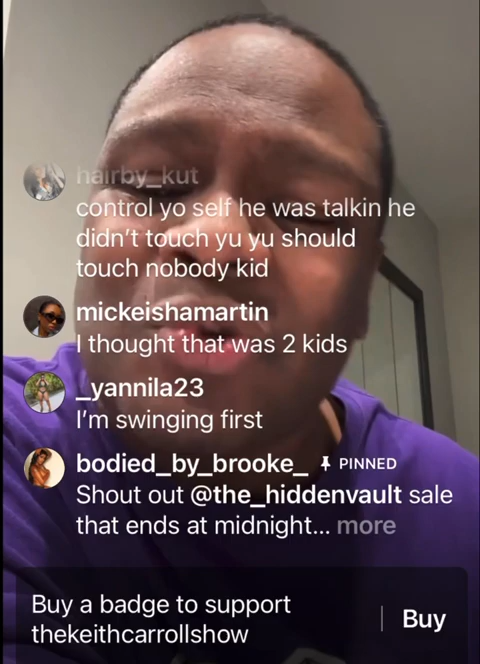 hairby_kut
control yo self he was talkin he
didn't touch yu yu should
touch nobody kid
mickeishamartin
I thought that was 2 kids
_yannila23
I'm swinging first
bodied_by_brooke_ PINNED
Shout out @the_hiddenvault sale
that ends at midnight... more
Buy a badge to support
thekeithcarrollshow
Buy